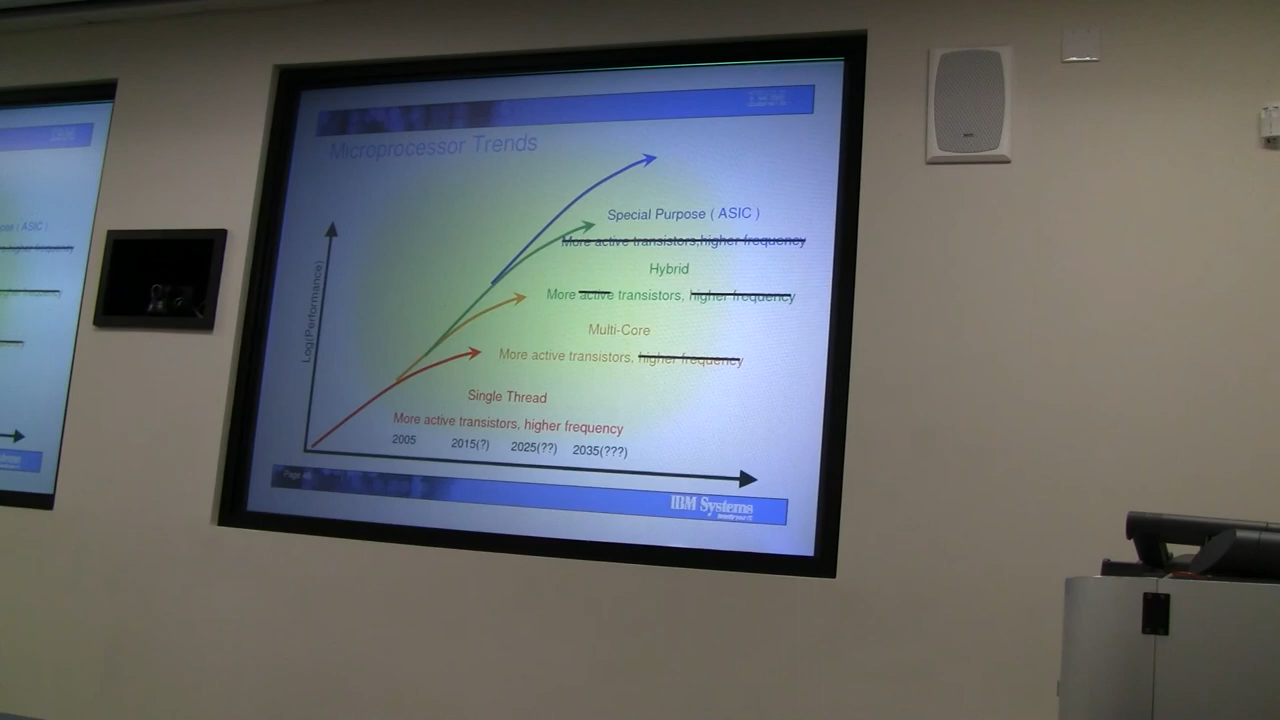 Microprocessor Trends
Special Purpose ( ASIC )
More active transistors,higher frequency
Hybrid
More active transistors, higher frequency
Multi-Core
More active transistors, higher frequency
Single Thread
More active transistors, higher frequency
Log(Performance)
2005 2015(?) 2025(??) 2035(???)
Page
IBM Systems
( ASIC )